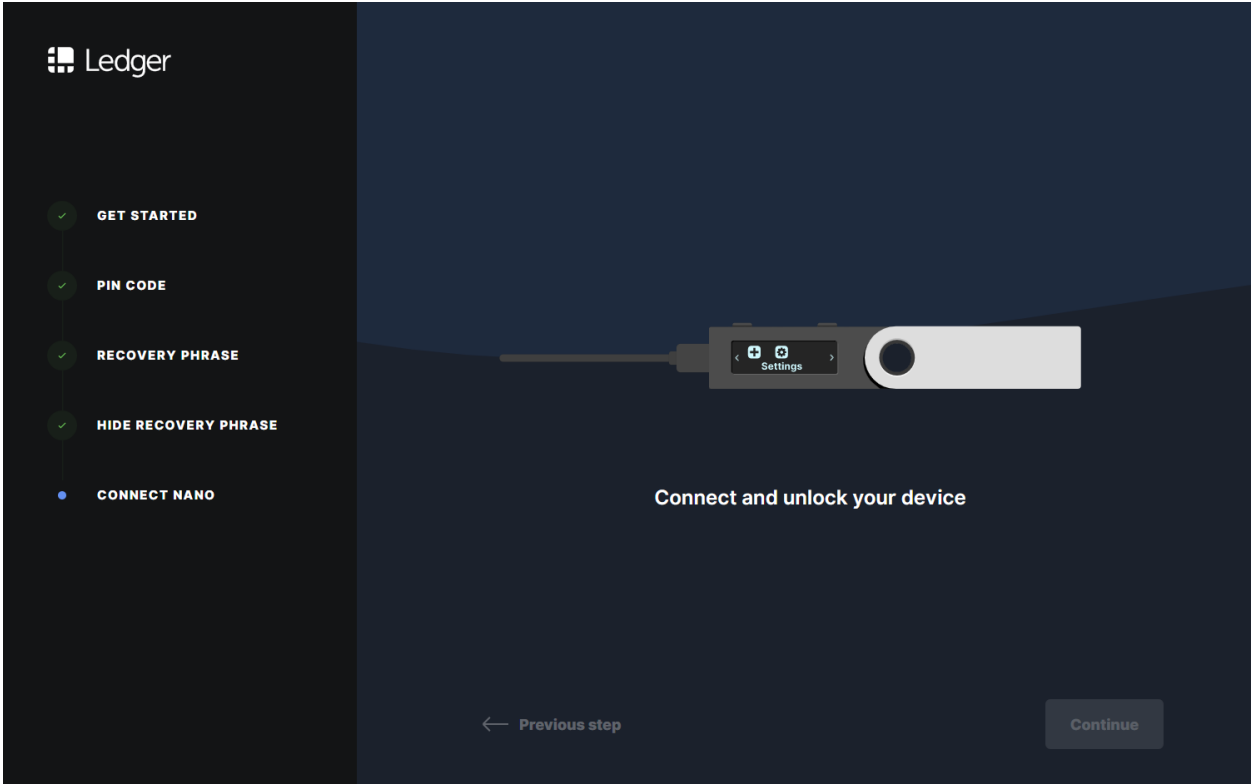 Ledger
GET STARTED
PIN CODE
RECOVERY PHRASE
HIDE RECOVERY PHRASE
CONNECT NANO
Settings
Connect and unlock your device
Previous step
Continue